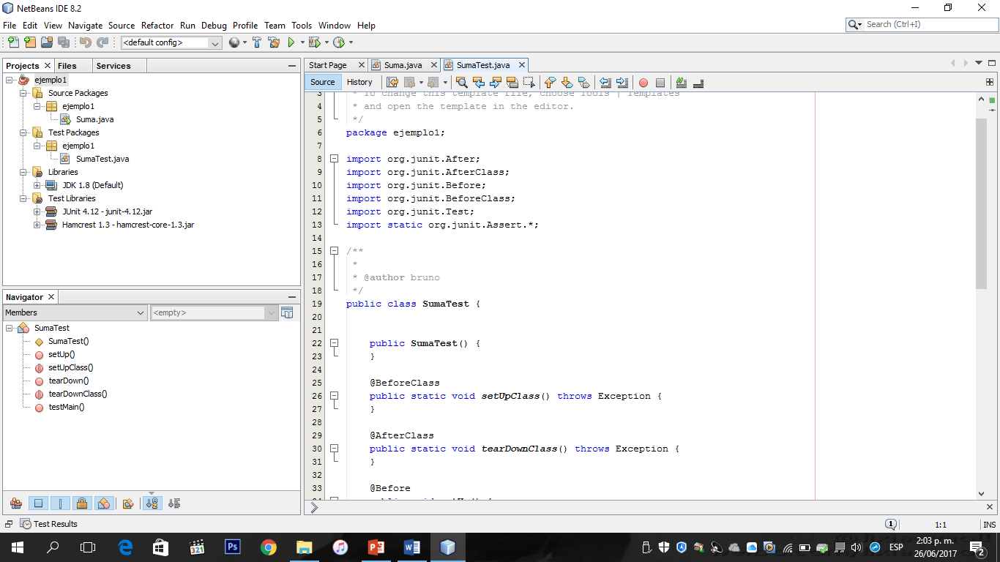 NetBeans IDE 8.2
File Edit View Navigate Source Refactor Run Debug Profile Team Tools Window Help
Search (Ctrl+I)
<default config>
Projects Files Services
ejemplo1
Source Packages
ejemplo1
Suma.java
Test Packages
ejemplo1
SumaTest.java
Libraries
JDK 1.8 (Default)
Test Libraries
JUnit 4.12 - junit-4.12.jar
Hamcrest 1.3 - hamcrest-core-1.3.jar
Navigator
Members <empty>
SumaTest
SumaTest()
setUp()
setUpClass()
tearDown()
tearDownClass()
testMain()
Start Page Suma.java SumaTest.java
Source History
3 * To change this template file, choose Tools | Templates
4 * and open the template in the editor.
5 */
6 package ejemplo1;
7
8 import org.junit.After;
9 import org.junit.AfterClass;
10 import org.junit.Before;
11 import org.junit.BeforeClass;
12 import org.junit.Test;
13 import static org.junit.Assert.*;
14
15 /**
16 *
17 * @author bruno
18 */
19 public class SumaTest {
20
21
22 public SumaTest() {
23 }
24
25 @BeforeClass
26 public static void setUpClass() throws Exception {
27 }
28
29 @AfterClass
30 public static void tearDownClass() throws Exception {
31 }
32
33 @Before
Test Results
1 1:1 INS
321 Ps
ESP
2:03 p. m.
26/06/2017
2